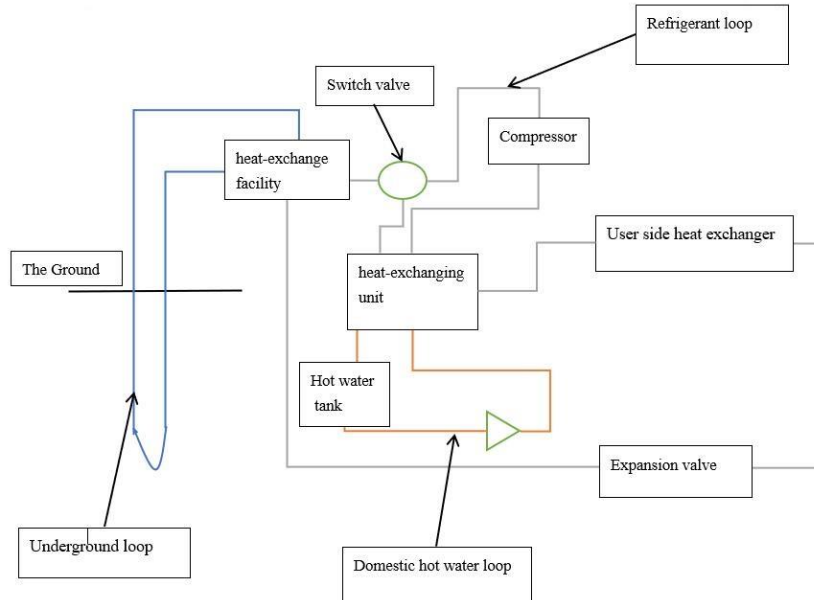 Refrigerant loop
Switch valve
Compressor
heat-exchange
facility
User side heat exchanger
The Ground
heat-exchanging
unit
Hot water
tank
Expansion valve
Underground loop
Domestic hot water loop